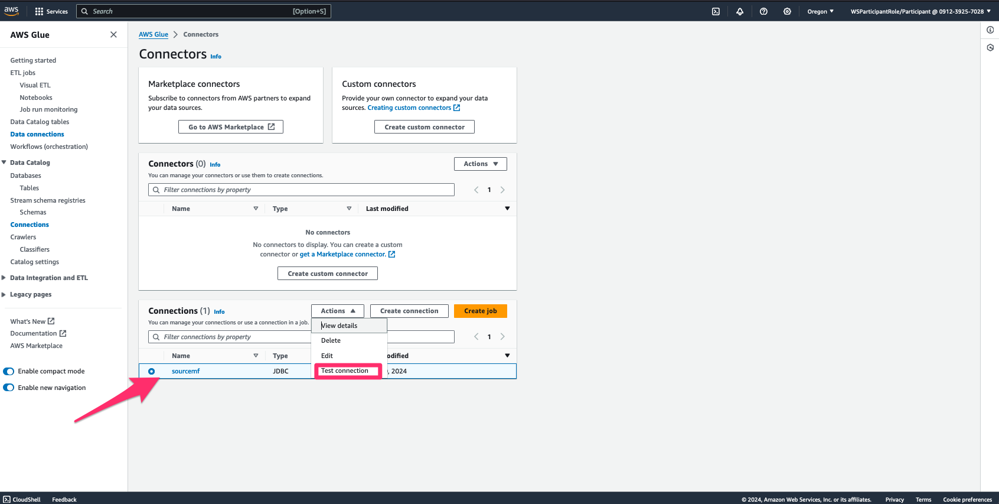 aws
Services
Search [Option+S]
Oregon
WSParticipantRole/Participant @ 0912-3925-7028
AWS Glue
Getting started
ETL jobs
Visual ETL
Notebooks
Job run monitoring
Data Catalog tables
Data connections
Workflows (orchestration)
Data Catalog
Databases
Tables
Stream schema registries
Schemas
Connections
Crawlers
Classifiers
Catalog settings
Data Integration and ETL
Legacy pages
What's New
Documentation
AWS Marketplace
Enable compact mode
Enable new navigation
AWS Glue > Connectors
Connectors Info
Marketplace connectors
Subscribe to connectors from AWS partners to expand
your data sources.
Go to AWS Marketplace
Custom connectors
Provide your own connector to expand your data
sources. Creating custom connectors
Create custom connector
Connectors (0) Info
Actions
You can manage your connectors or use them to create connections.
Filter connections by property
1
Name Type Last modified
No connectors
No connectors to display. You can create a custom
connector or get a Marketplace connector.
Create custom connector
Connections (1) Info
Actions Create connection Create job
You can manage your connections or use a connection in a job.
View details
Filter connections by property
1
Delete
Edit
Name Type odified
sourcemf JDBC Test connection , 2024
CloudShell Feedback
© 2024, Amazon Web Services, Inc. or its affiliates. Privacy Terms Cookie preferences